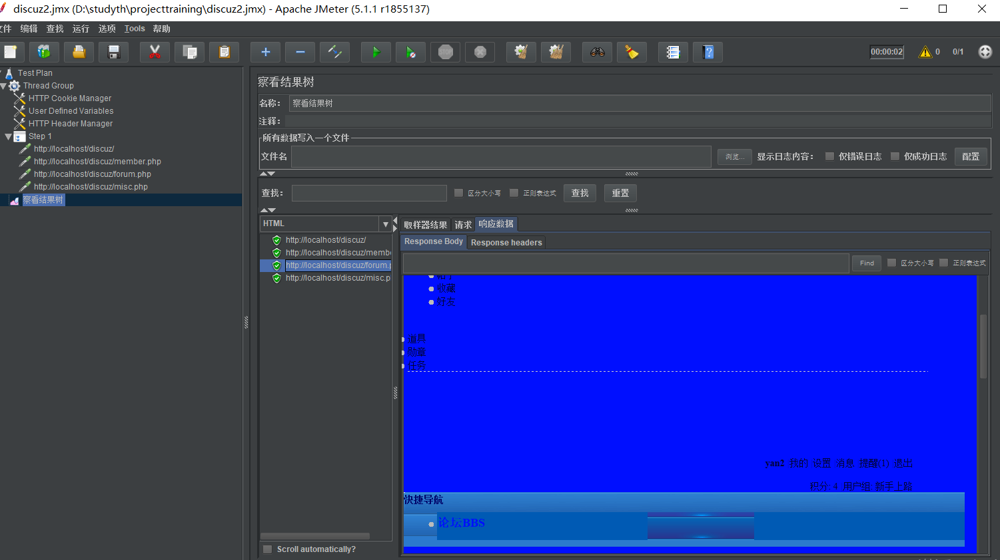 discuz2.jmx (D:\studyth\projecttraining\discuz2.jmx) - Apache JMeter (5.1.1 r1855137)
文件 编辑 查找 运行 选项 Tools 帮助
STOP 00:00:02 0 0/1
Test Plan
Thread Group
HTTP Cookie Manager
User Defined Variables
HTTP Header Manager
Step 1
http://localhost/discuz/
http://localhost/discuz/member.php
http://localhost/discuz/forum.php
http://localhost/discuz/misc.php
察看结果树
察看结果树
名称: 察看结果树
注释:
所有数据写入一个文件
文件名 浏览... 显示日志内容: 仅错误日志 仅成功日志 配置
查找: 区分大小写 正则表达式 查找 重置
HTML
http://localhost/discuz/
http://localhost/discuz/membe
http://localhost/discuz/forum.p
http://localhost/discuz/misc.p
Scroll automatically?
取样器结果 请求 响应数据
Response Body Response headers
Find 区分大小写 正则表达式
收藏
好友
道具
勋章
任务
yan2 我的 设置 消息 提醒(1) 退出
积分: 4 用户组: 新手上路
快捷导航
论坛BBS